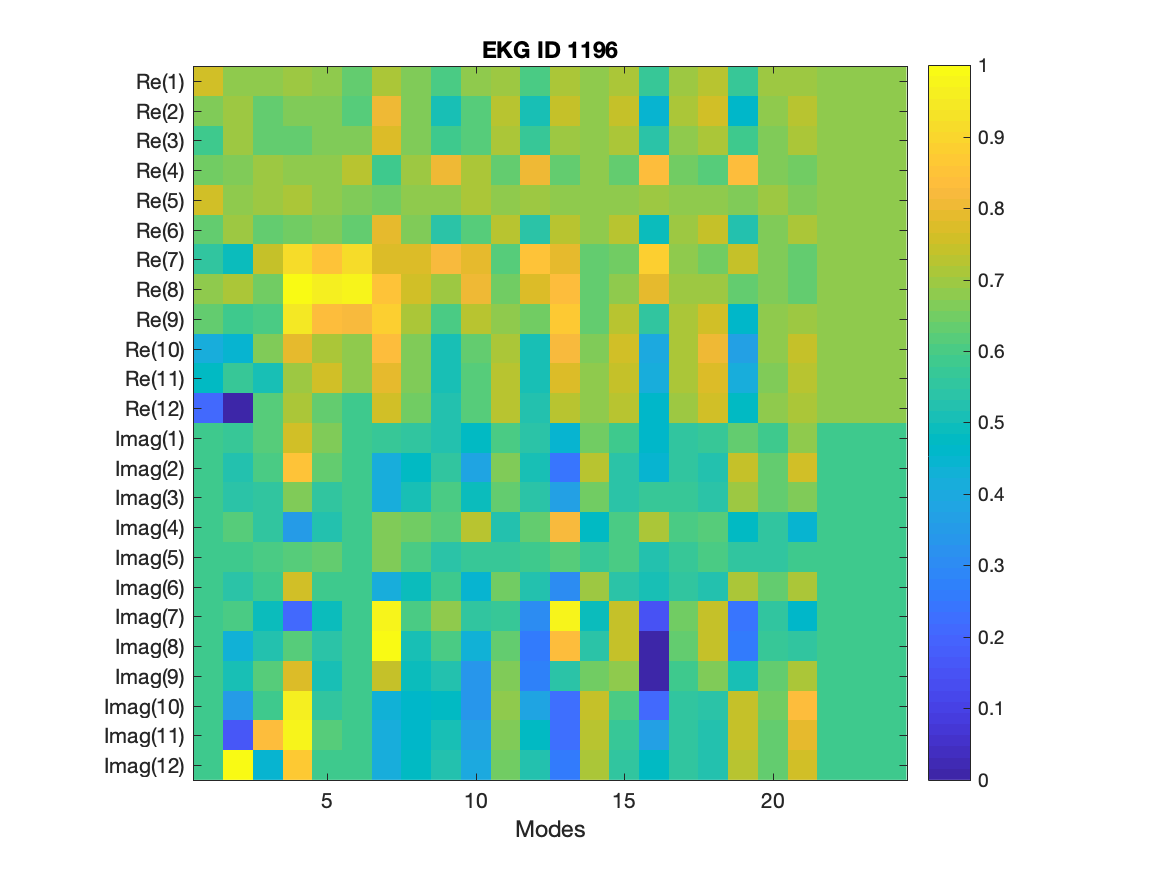 EKG ID 1196
Re(1)
Re(2)
Re(3)
Re(4)
Re(5)
Re(6)
Re(7)
Re(8)
Re(9)
Re(10)
Re(11)
Re(12)
Imag(1)
Imag(2)
Imag(3)
Imag(4)
Imag(5)
Imag(6)
Imag(7)
Imag(8)
Imag(9)
Imag(10)
Imag(11)
Imag(12)
5 10 15 20
Modes
1
0.9
0.8
0.7
0.6
0.5
0.4
0.3
0.2
0.1
0